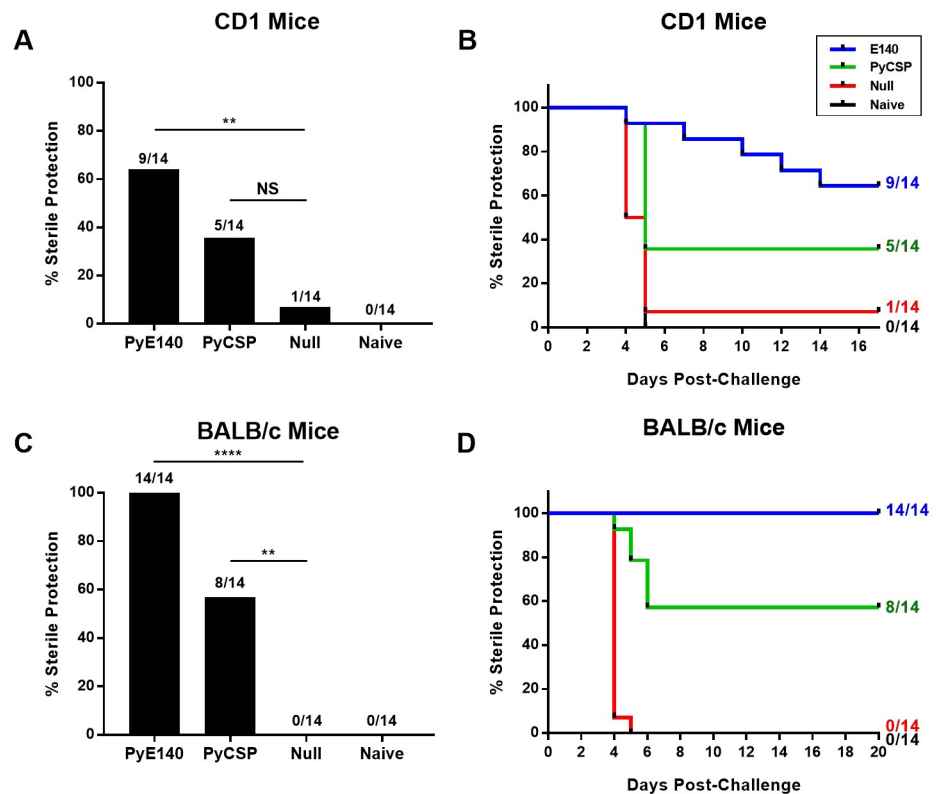 A
CD1 Mice
% Sterile Protection
100
80
60
40
20
0
**
NS
9/14
5/14
1/14
0/14
PyE140
PyCSP
Null
Naive
B
CD1 Mice
E140
PyCSP
Null
Naive
% Sterile Protection
100
80
60
40
20
0
9/14
5/14
1/14
0/14
0 2 4 6 8 10 12 14 16
Days Post-Challenge
C
BALB/c Mice
% Sterile Protection
100
80
60
40
20
0
****
**
14/14
8/14
0/14
0/14
PyE140
PyCSP
Null
Naive
D
BALB/c Mice
% Sterile Protection
100
80
60
40
20
0
14/14
8/14
0/14
0/14
0 2 4 6 8 10 12 14 16 18 20
Days Post-Challenge